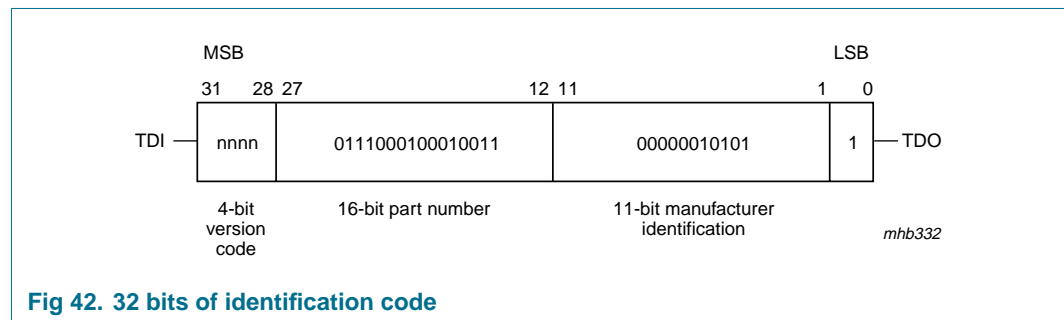 MSB LSB
31 28 27 12 11 1 0
TDI nnnn 0111000100010011 00000010101 1 TDO
4-bit 16-bit part number 11-bit manufacturer
version identification
code
mhb332
Fig 42. 32 bits of identification code